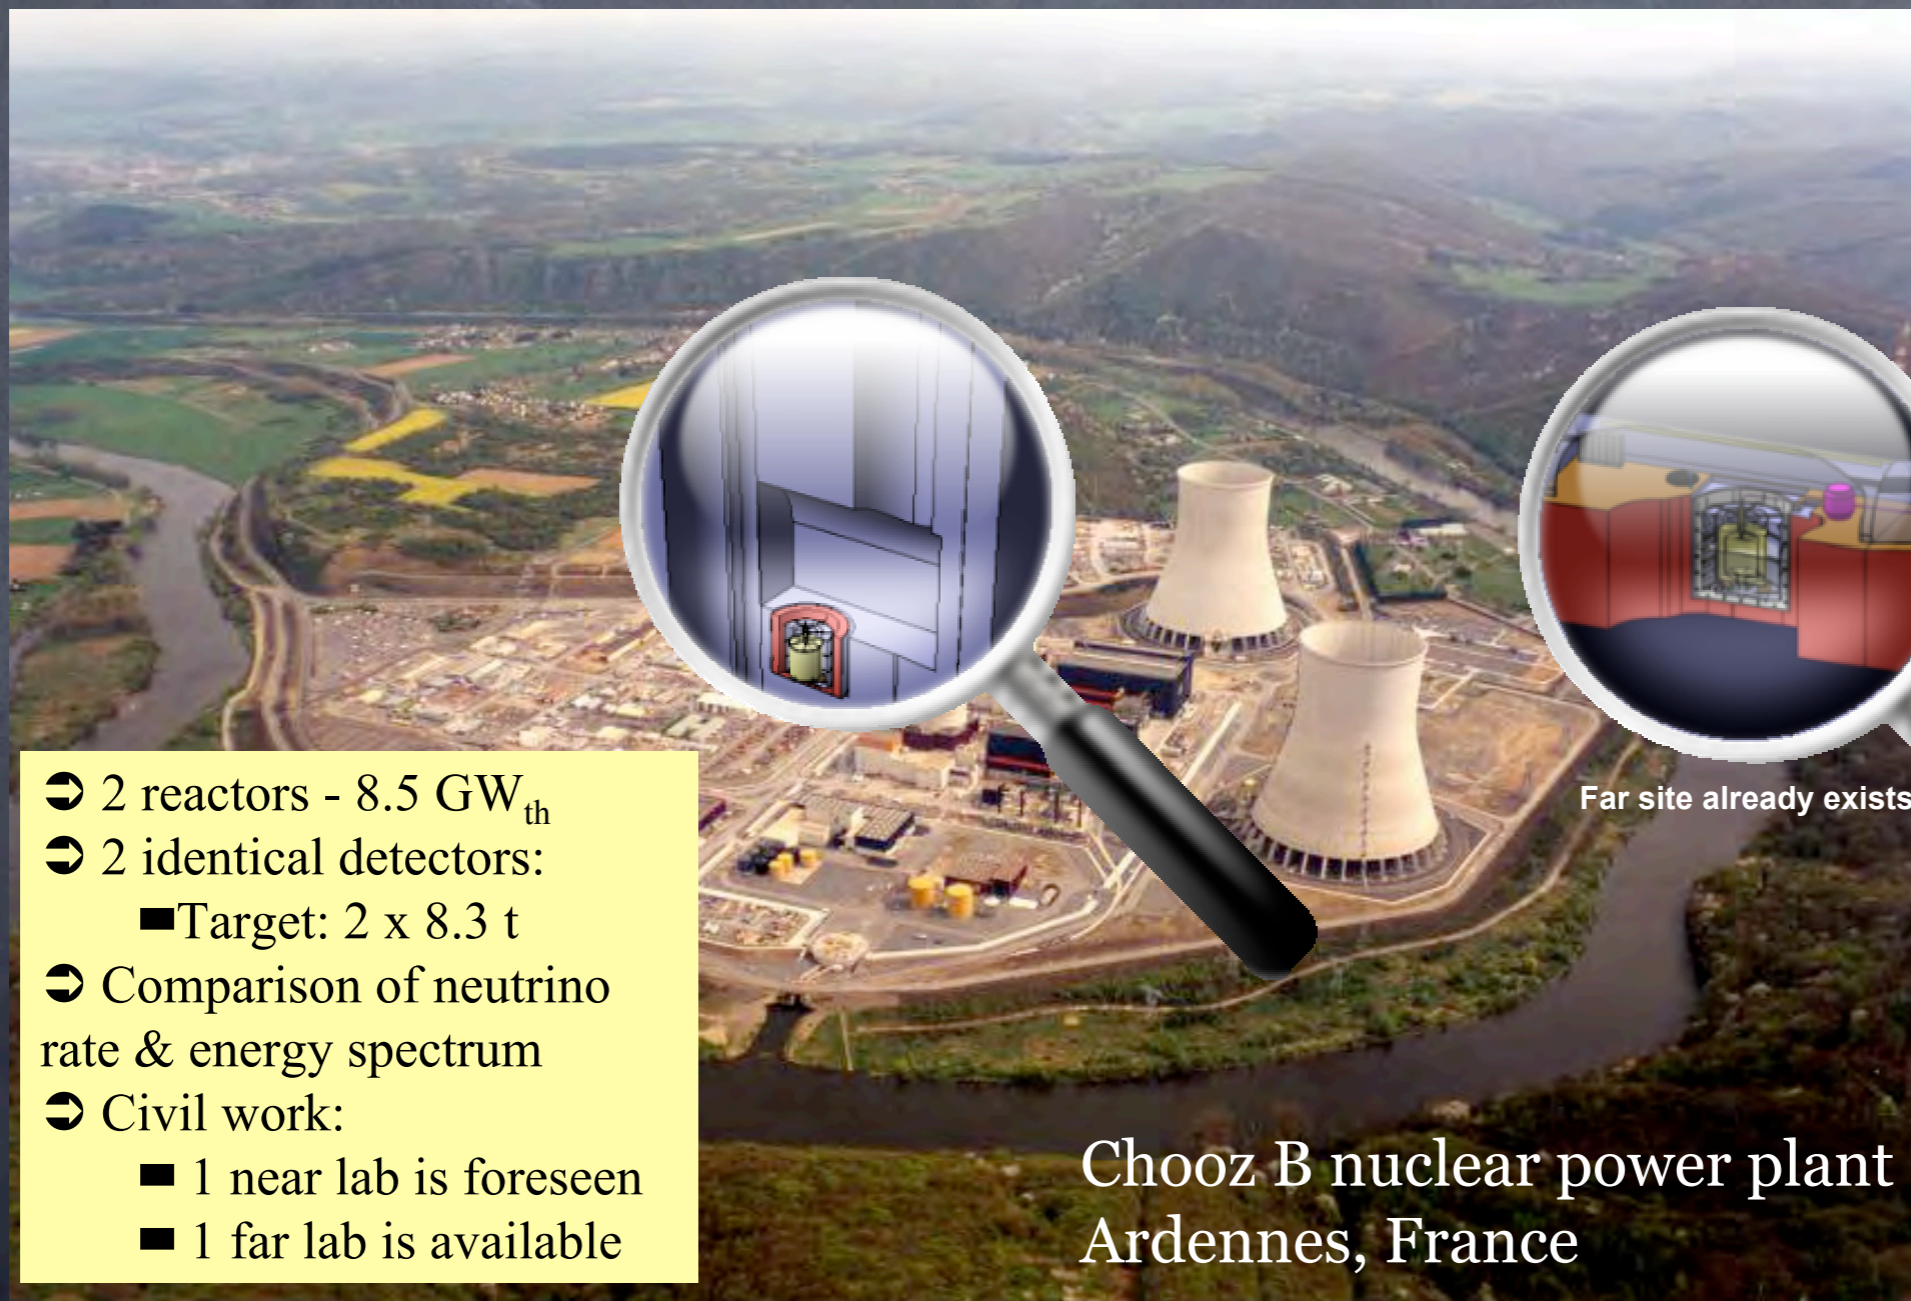 ➲ 2 reactors - 8.5 GWth
➲ 2 identical detectors:
■Target: 2 x 8.3 t
➲ Comparison of neutrino
rate & energy spectrum
➲ Civil work:
■ 1 near lab is foreseen
■ 1 far lab is available
Far site already exists
Chooz B nuclear power plant
Ardennes, France